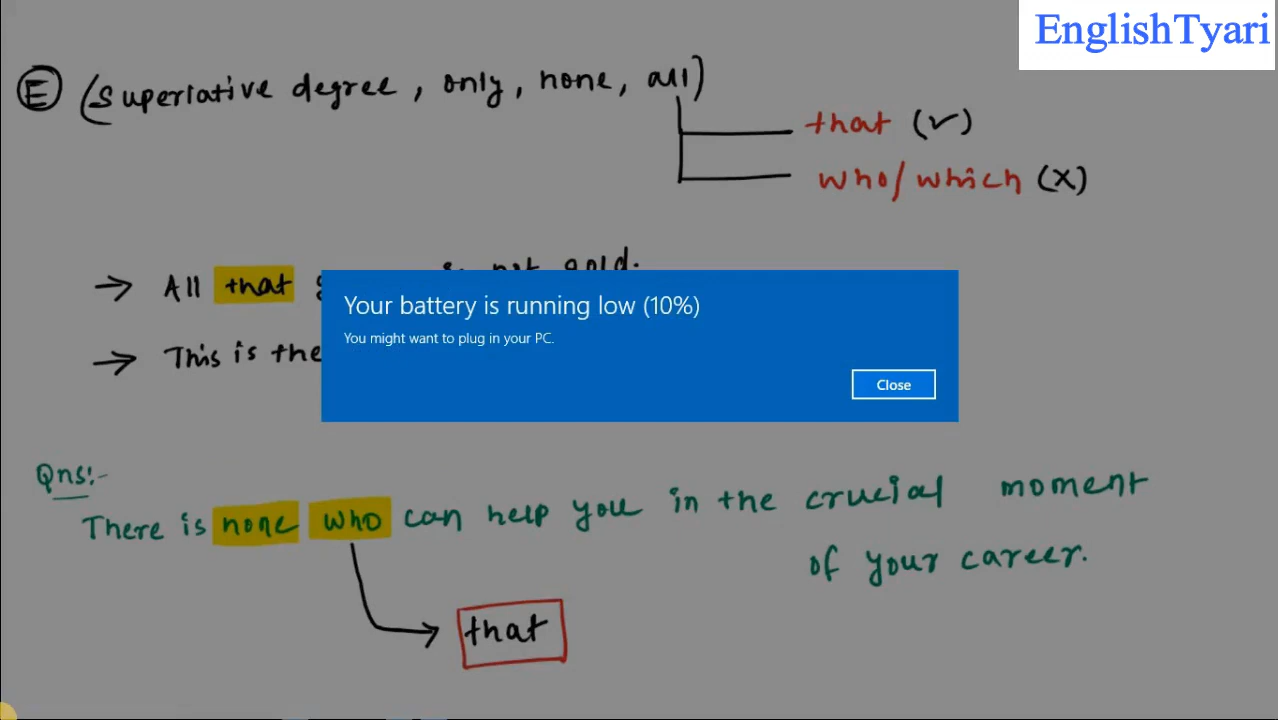 EnglishTyari
E (Superlative degree, only, none, all)
that (✓)
who/which (X)
→ All that not gold.
→ This is the
Your battery is running low (10%)
You might want to plug in your PC.
Close
Qns:-
There is none who can help you in the crucial moment
of your career.
that